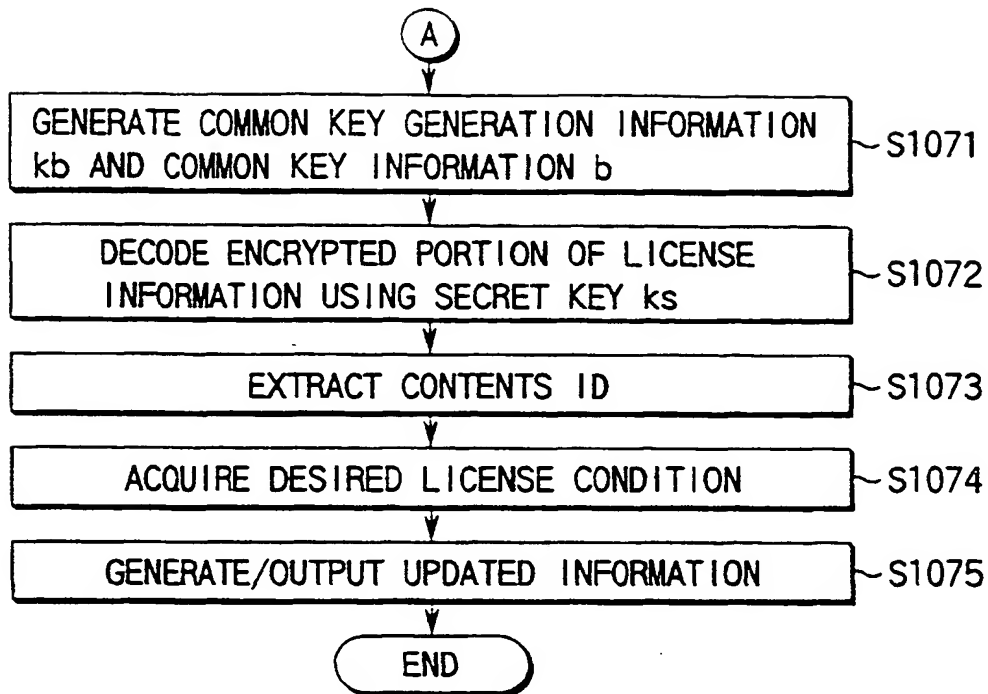 A
GENERATE COMMON KEY GENERATION INFORMATION
kb AND COMMON KEY INFORMATION b
S1071
DECODE ENCRYPTED PORTION OF LICENSE
INFORMATION USING SECRET KEY ks
S1072
EXTRACT CONTENTS ID
S1073
ACQUIRE DESIRED LICENSE CONDITION
S1074
GENERATE/OUTPUT UPDATED INFORMATION
S1075
END